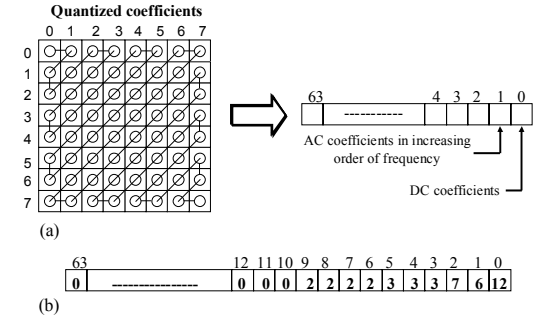 Quantized coefficients
0 1 2 3 4 5 6 7
0
1
2
3
4
5
6
7
63 4 3 2 1 0
-----------
AC coefficients in increasing
order of frequency
DC coefficients
(a)
63 12 11 10 9 8 7 6 5 4 3 2 1 0
0 ---------------- 0 0 0 2 2 2 2 3 3 3 7 6 12
(b)